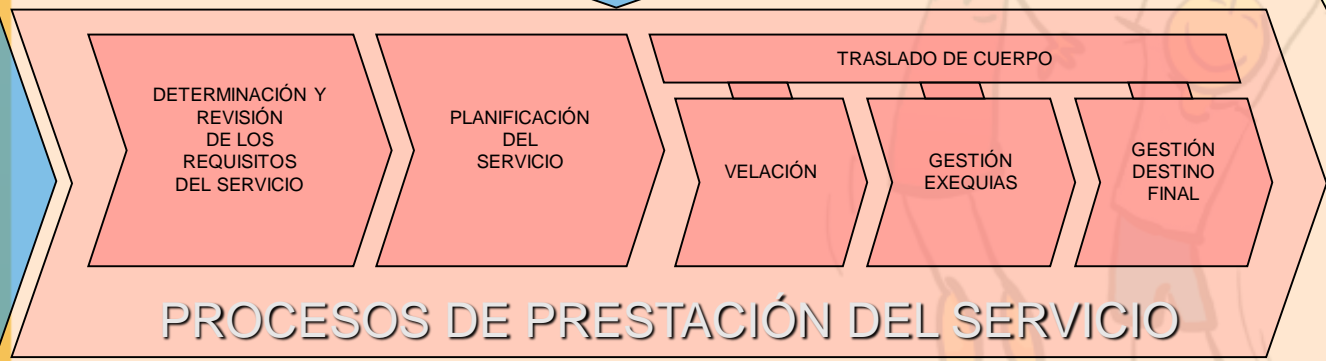 DETERMINACIÓN Y
REVISIÓN
DE LOS
REQUISITOS
DEL SERVICIO
PLANIFICACIÓN
DEL
SERVICIO
TRASLADO DE CUERPO
VELACIÓN
GESTIÓN
EXEQUIAS
GESTIÓN
DESTINO
FINAL
PROCESOS DE PRESTACIÓN DEL SERVICIO